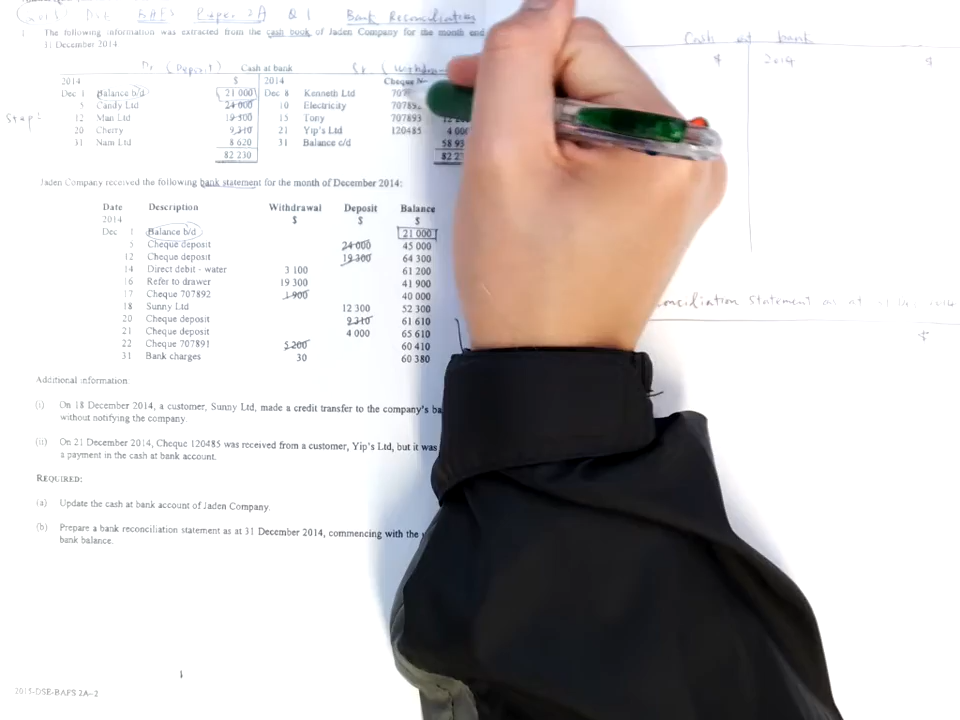 DSE BAFS Paper 2A Q1 Bank Reconciliation
1 The following information was extracted from the cash book of Jaden Company for the month end
31 December 2014
Dr (Deposit) Cash at bank Cr
2014 $ 2014 Cheque No
Dec 1 Balance b/d 21 000 Dec 8 Kenneth Ltd
5 Candy Ltd 24 000 10 Electricity
12 Man Ltd 19 300 15 Tony 707893
20 Cherry 9 310 21 Yip's Ltd 120485 4 000
31 Nam Ltd 8 620 31 Balance c/d
82 230
Step 1
Jaden Company received the following bank statement for the month of December 2014:
Date Description Withdrawal Deposit Balance
2014 $ $ $
Dec 1 Balance b/d 21 000
5 Cheque deposit 24 000 45 000
12 Cheque deposit 19 300 64 300
14 Direct debit - water 3 100 61 200
16 Refer to drawer 19 300 41 900
17 Cheque 707892 1 900 40 000
18 Sunny Ltd 12 300 52 300
20 Cheque deposit 9 310 61 610
21 Cheque deposit 4 000 65 610
22 Cheque 707891 5 200 60 410
31 Bank charges 30 60 380
Additional information:
(i) On 18 December 2014, a customer, Sunny Ltd, made a credit transfer to the company's
without notifying the company.
(ii) On 21 December 2014, Cheque 120485 was received from a customer, Yip's Ltd, but it was
a payment in the cash at bank account.
REQUIRED:
(a) Update the cash at bank account of Jaden Company.
(b) Prepare a bank reconciliation statement as at 31 December 2014, commencing with the
bank balance.
2015-DSE-BAFS 2A-2
1
Cash at bank
$ 2014 $
Statement as at 31 Dec 2014
$